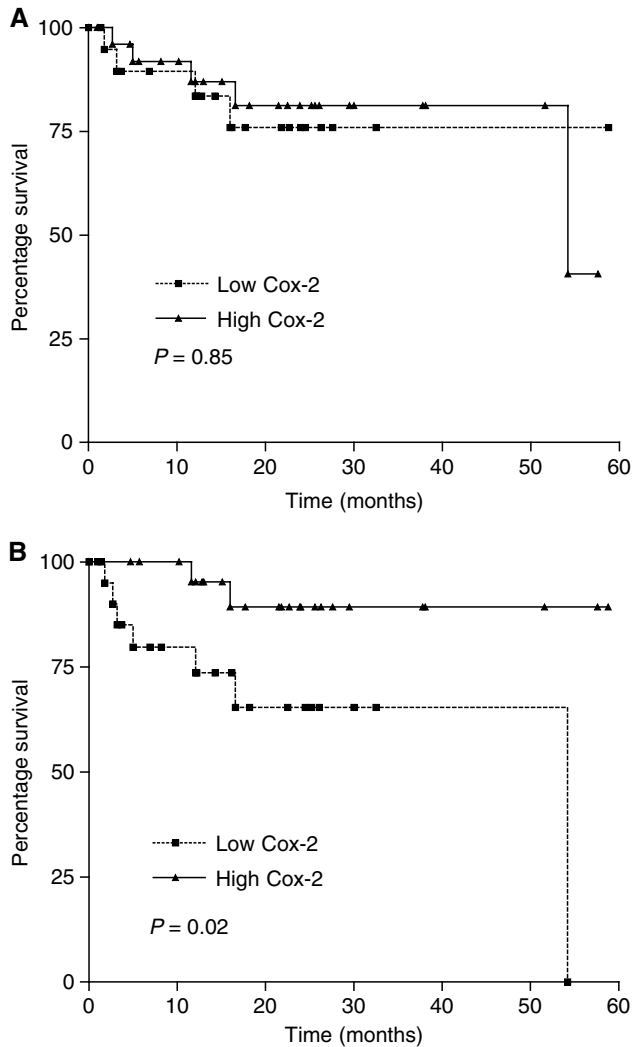 A
100
75
50
25
0
Percentage survival
Low Cox-2
High Cox-2
P = 0.85
0 10 20 30 40 50 60
Time (months)
B
100
75
50
25
0
Percentage survival
Low Cox-2
High Cox-2
P = 0.02
0 10 20 30 40 50 60
Time (months)